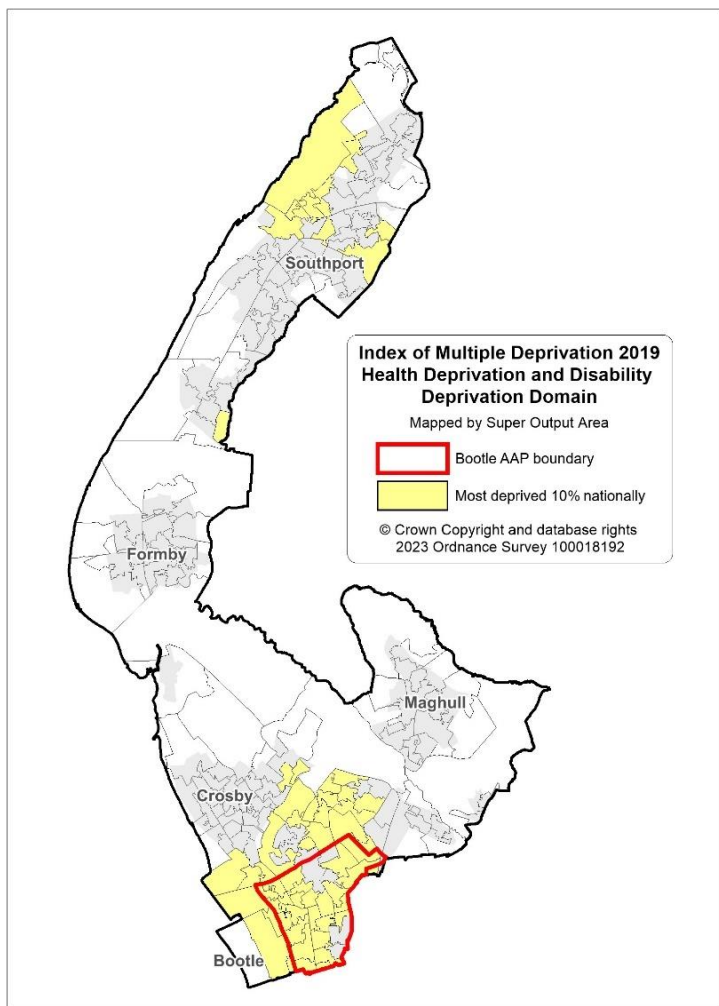 Southport
Index of Multiple Deprivation 2019
Health Deprivation and Disability
Deprivation Domain
Mapped by Super Output Area
Bootle AAP boundary
Most deprived 10% nationally
© Crown Copyright and database rights
2023 Ordnance Survey 100018192
Formby
Maghull
Crosby
Bootle